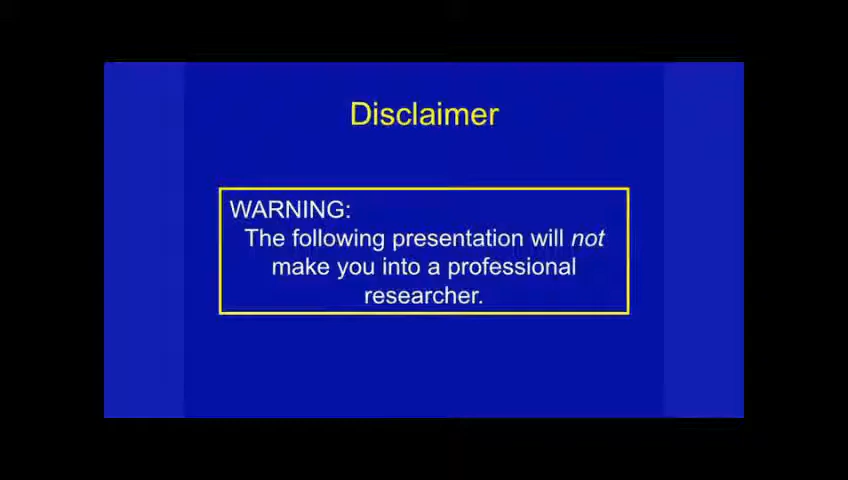 Disclaimer
WARNING:
The following presentation will not
make you into a professional
researcher.